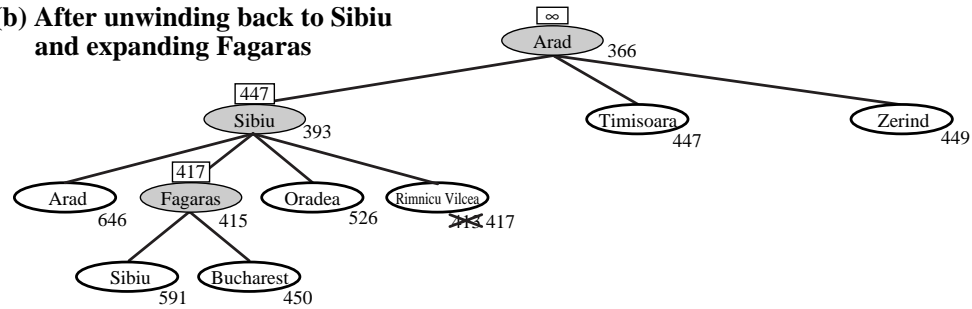 (b) After unwinding back to Sibiu
and expanding Fagaras
∞
Arad
366
447
Sibiu
393
Timisoara
447
Zerind
449
417
Arad
646
Fagaras
415
Oradea
526
Rimnicu Vilcea
413 417
Sibiu
591
Bucharest
450